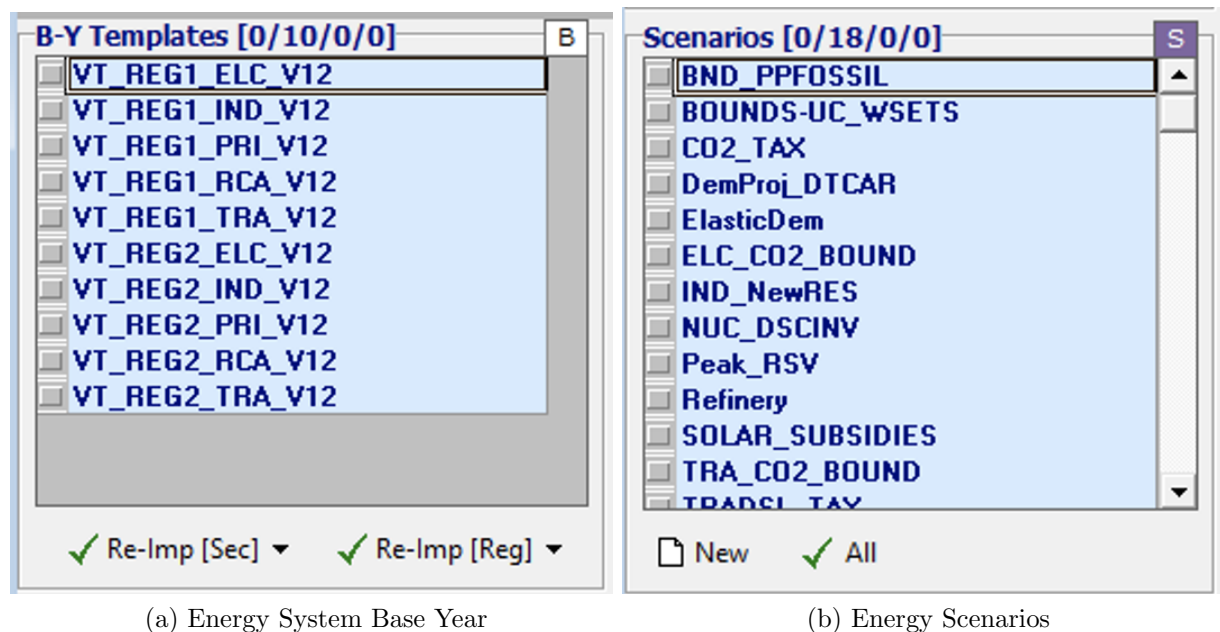 B-Y Templates [0/10/0/0]
B
VT_REG1_ELC_V12
VT_REG1_IND_V12
VT_REG1_PRI_V12
VT_REG1_RCA_V12
VT_REG1_TRA_V12
VT_REG2_ELC_V12
VT_REG2_IND_V12
VT_REG2_PRI_V12
VT_REG2_RCA_V12
VT_REG2_TRA_V12
Re-Imp [Sec]
Re-Imp [Reg]
(a) Energy System Base Year
Scenarios [0/18/0/0]
S
BND_PPFOSSIL
BOUNDS-UC_WSETS
CO2_TAX
DemProj_DTCAR
ElasticDem
ELC_CO2_BOUND
IND_NewRES
NUC_DSCINV
Peak_RSV
Refinery
SOLAR_SUBSIDIES
TRA_CO2_BOUND
New
All
(b) Energy Scenarios